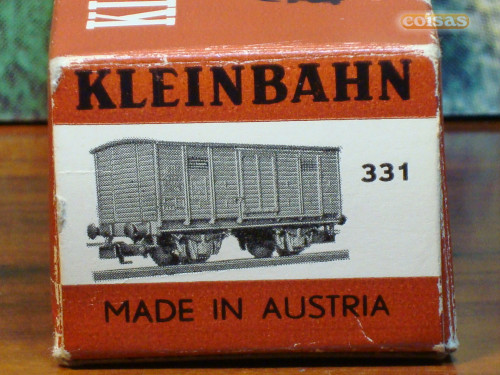 coisas
KLEINBAHN
331
MADE IN AUSTRIA